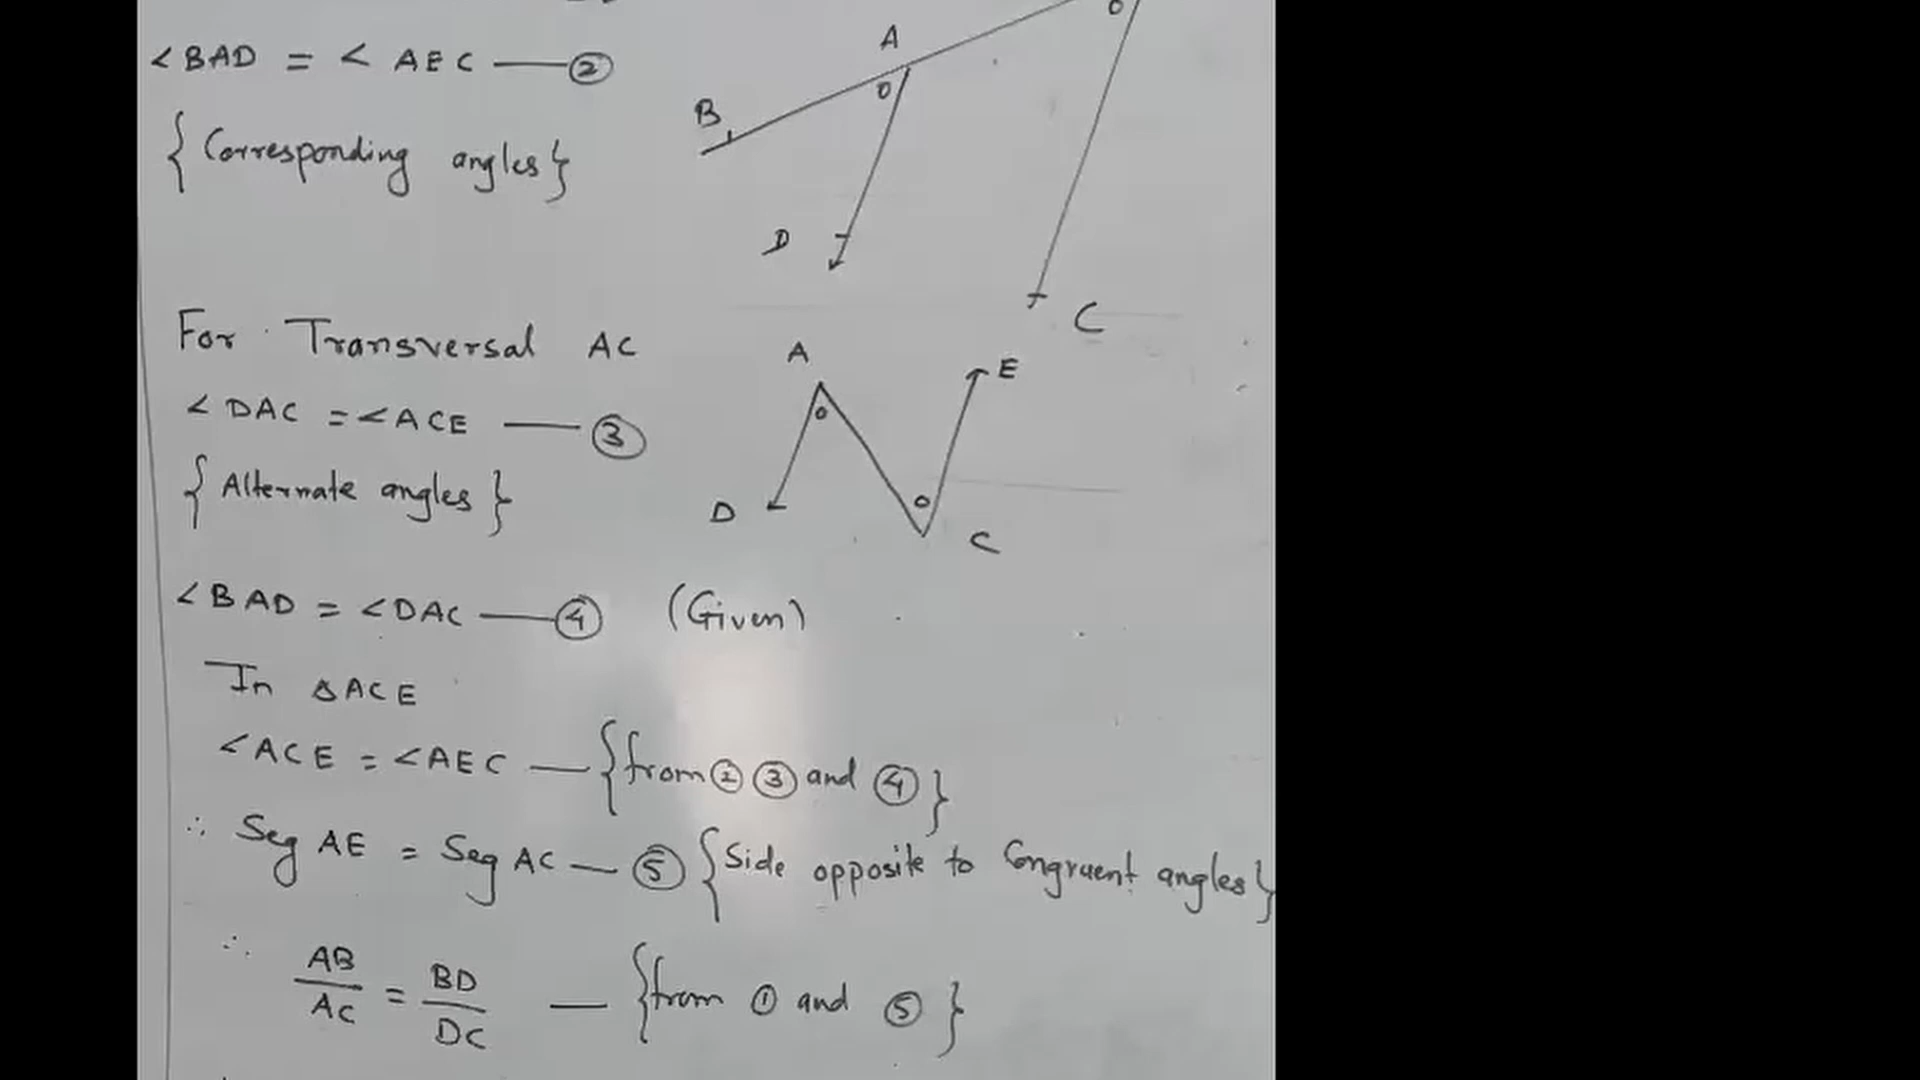 ∠BAD = ∠AEC —— ②
{Corresponding angles}
A
O
O
B
D
C
For Transversal AC
∠DAC = ∠ACE —— ③
{Alternate angles}
A
E
O
O
D
C
∠BAD = ∠DAC —— ④ (Given)
In ΔACE
∠ACE = ∠AEC — {from ② ③ and ④}
∴ Seg AE = Seg AC — ⑤ {Side opposite to Congruent angles}
∴ AB/AC = BD/DC — {from ① and ⑤}